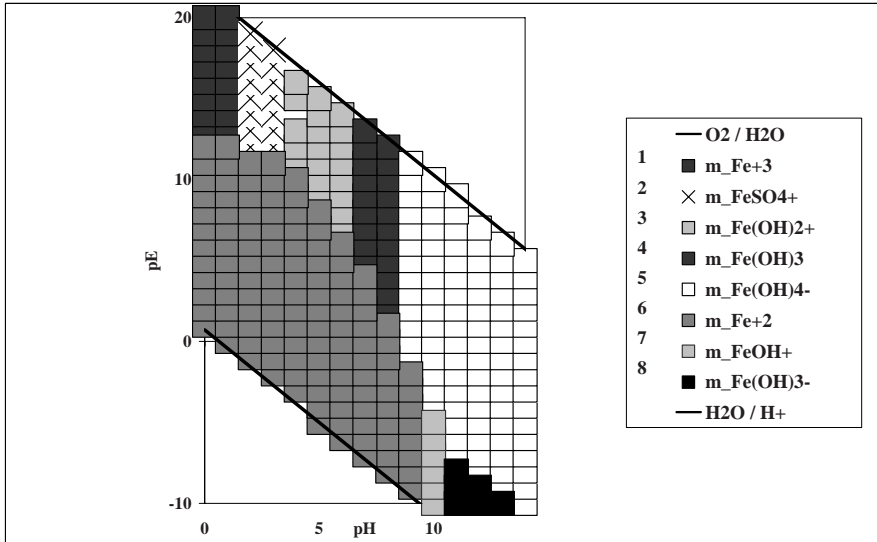 20
10
0
-10
pE
0
5
pH
10
O2 / H2O
1
m_Fe+3
2
m_FeSO4+
3
m_Fe(OH)2+
4
m_Fe(OH)3
5
m_Fe(OH)4-
6
m_Fe+2
7
m_FeOH+
8
m_Fe(OH)3-
H2O / H+